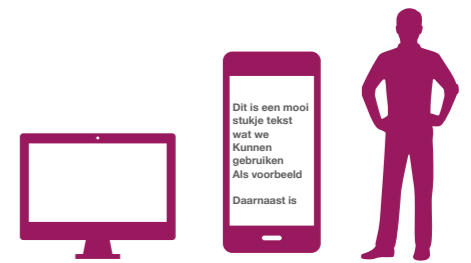 Dit is een mooi
stukje tekst
wat we
Kunnen
gebruiken
Als voorbeeld
Daarnaast is